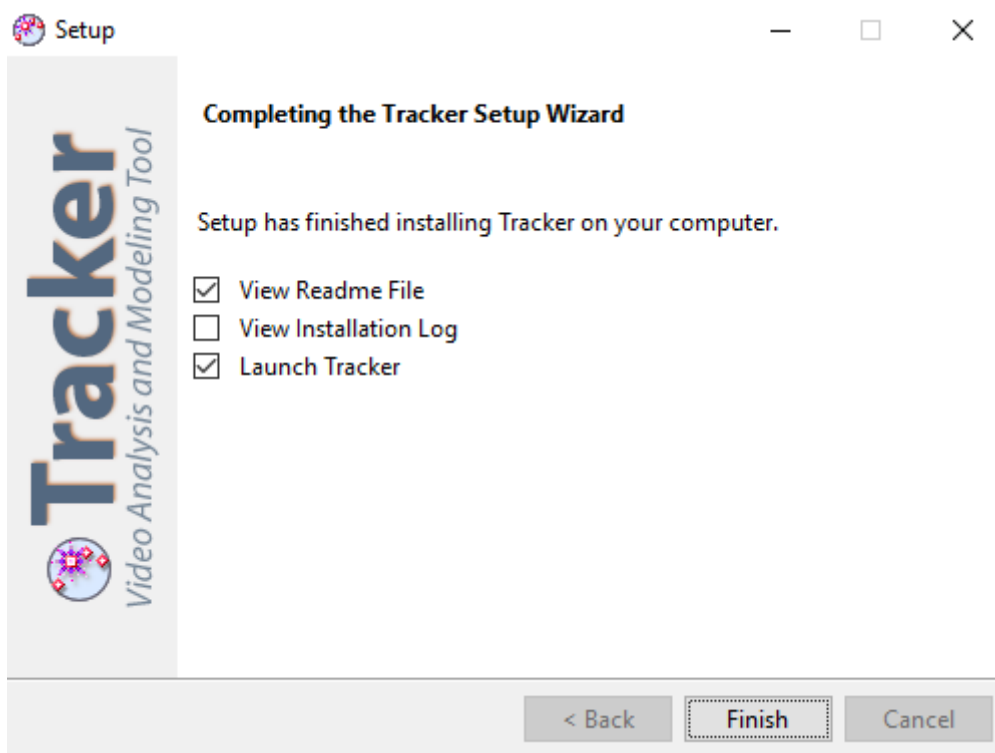 Setup
Tracker
Video Analysis and Modeling Tool
Completing the Tracker Setup Wizard
Setup has finished installing Tracker on your computer.
View Readme File
View Installation Log
Launch Tracker
< Back
Finish
Cancel